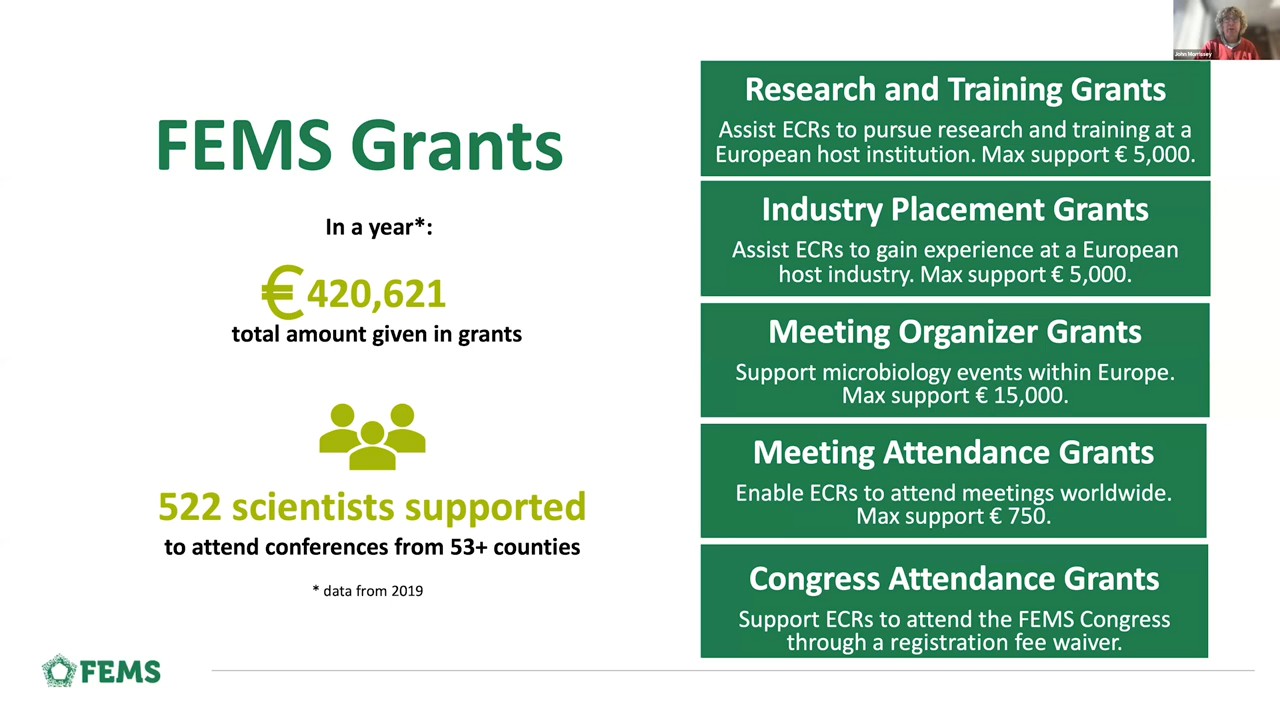 John Morrissey
FEMS Grants
In a year*:
€ 420,621
total amount given in grants
522 scientists supported
to attend conferences from 53+ counties
* data from 2019
FEMS
Research and Training Grants
Assist ECRs to pursue research and training at a
European host institution. Max support € 5,000.
Industry Placement Grants
Assist ECRs to gain experience at a European
host industry. Max support € 5,000.
Meeting Organizer Grants
Support microbiology events within Europe.
Max support € 15,000.
Meeting Attendance Grants
Enable ECRs to attend meetings worldwide.
Max support € 750.
Congress Attendance Grants
Support ECRs to attend the FEMS Congress
through a registration fee waiver.